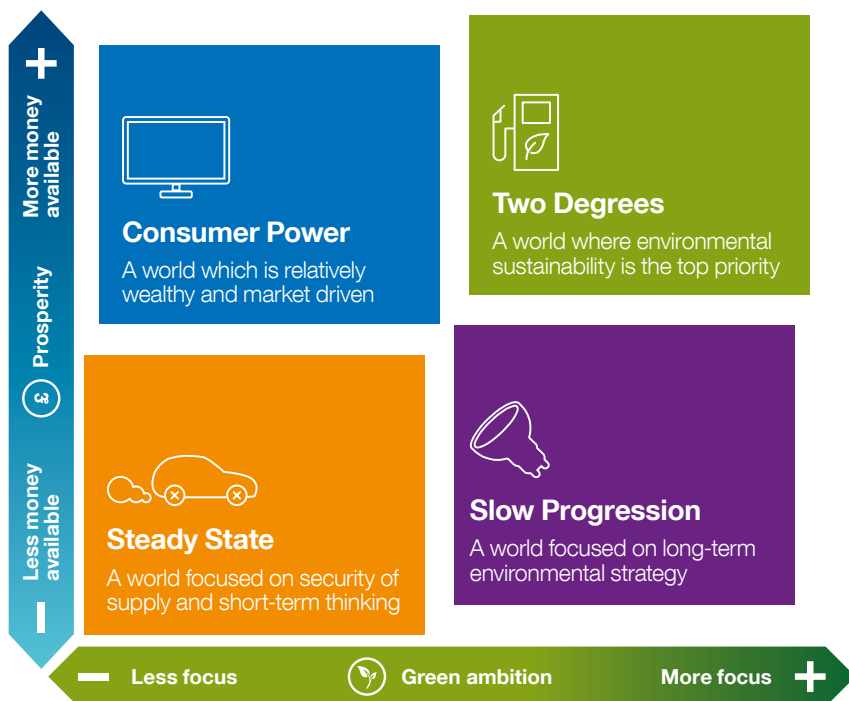 More money
available
Prosperity
£
Less money
available
Consumer Power
A world which is relatively
wealthy and market driven
Two Degrees
A world where environmental
sustainability is the top priority
Steady State
A world focused on security of
supply and short-term thinking
Slow Progression
A world focused on long-term
environmental strategy
Less focus
Green ambition
More focus